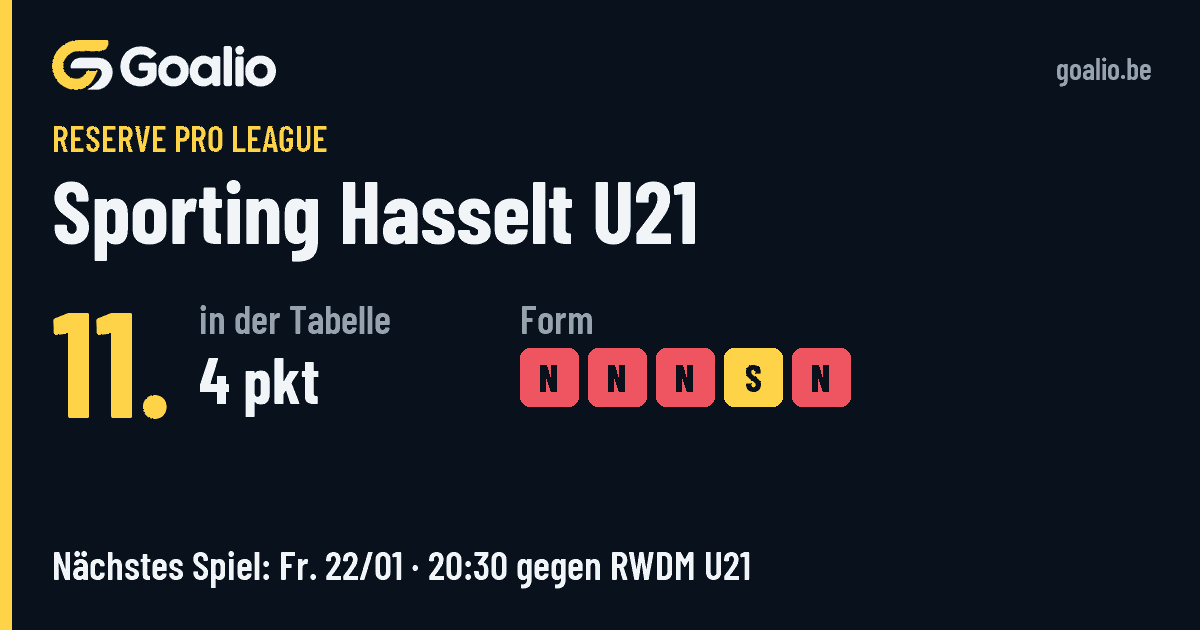 Goalio
goalio.be
RESERVE PRO LEAGUE
Sporting Hasselt U21
11.
in der Tabelle
4 pkt
Form
N N N S N
Nächstes Spiel: Fr. 22/01 · 20:30 gegen RWDM U21